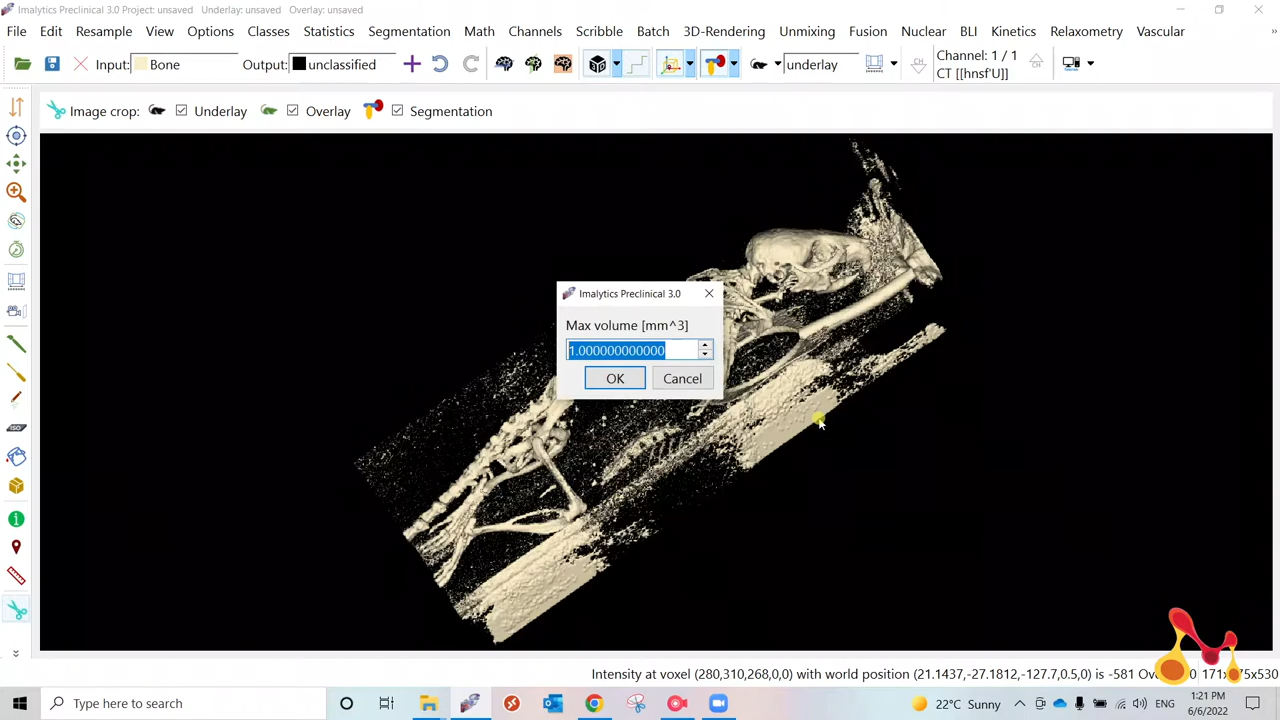 Imalytics Preclinical 3.0 Project: unsaved Underlay: unsaved Overlay: unsaved
File Edit Resample View Options Classes Statistics Segmentation Math Channels Scribble Batch 3D-Rendering Unmixing Fusion Nuclear BLI Kinetics Relaxometry Vascular »
Input: Bone Output: unclassified underlay Channel: 1 / 1
CT [[hnsf'U]]
Image crop: Underlay Overlay Segmentation
Imalytics Preclinical 3.0
Max volume [mm^3]
1.000000000000
OK Cancel
Intensity at voxel (280,310,268,0,0) with world position (21.1437,-27.1812,-127.7,0.5,0) is -581
Type here to search
22°C Sunny
ENG
1:21 PM
6/6/2022